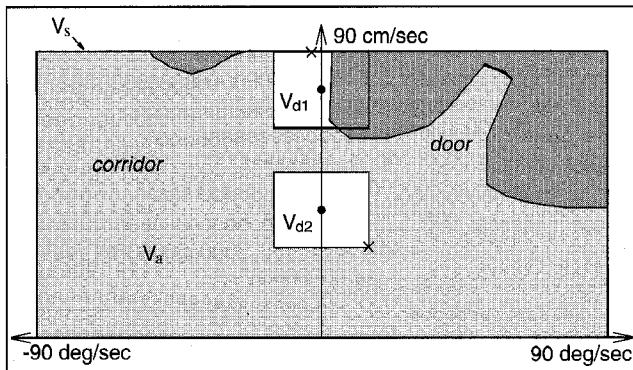 Vs
90 cm/sec
Vd1
door
corridor
Vd2
Va
-90 deg/sec
90 deg/sec